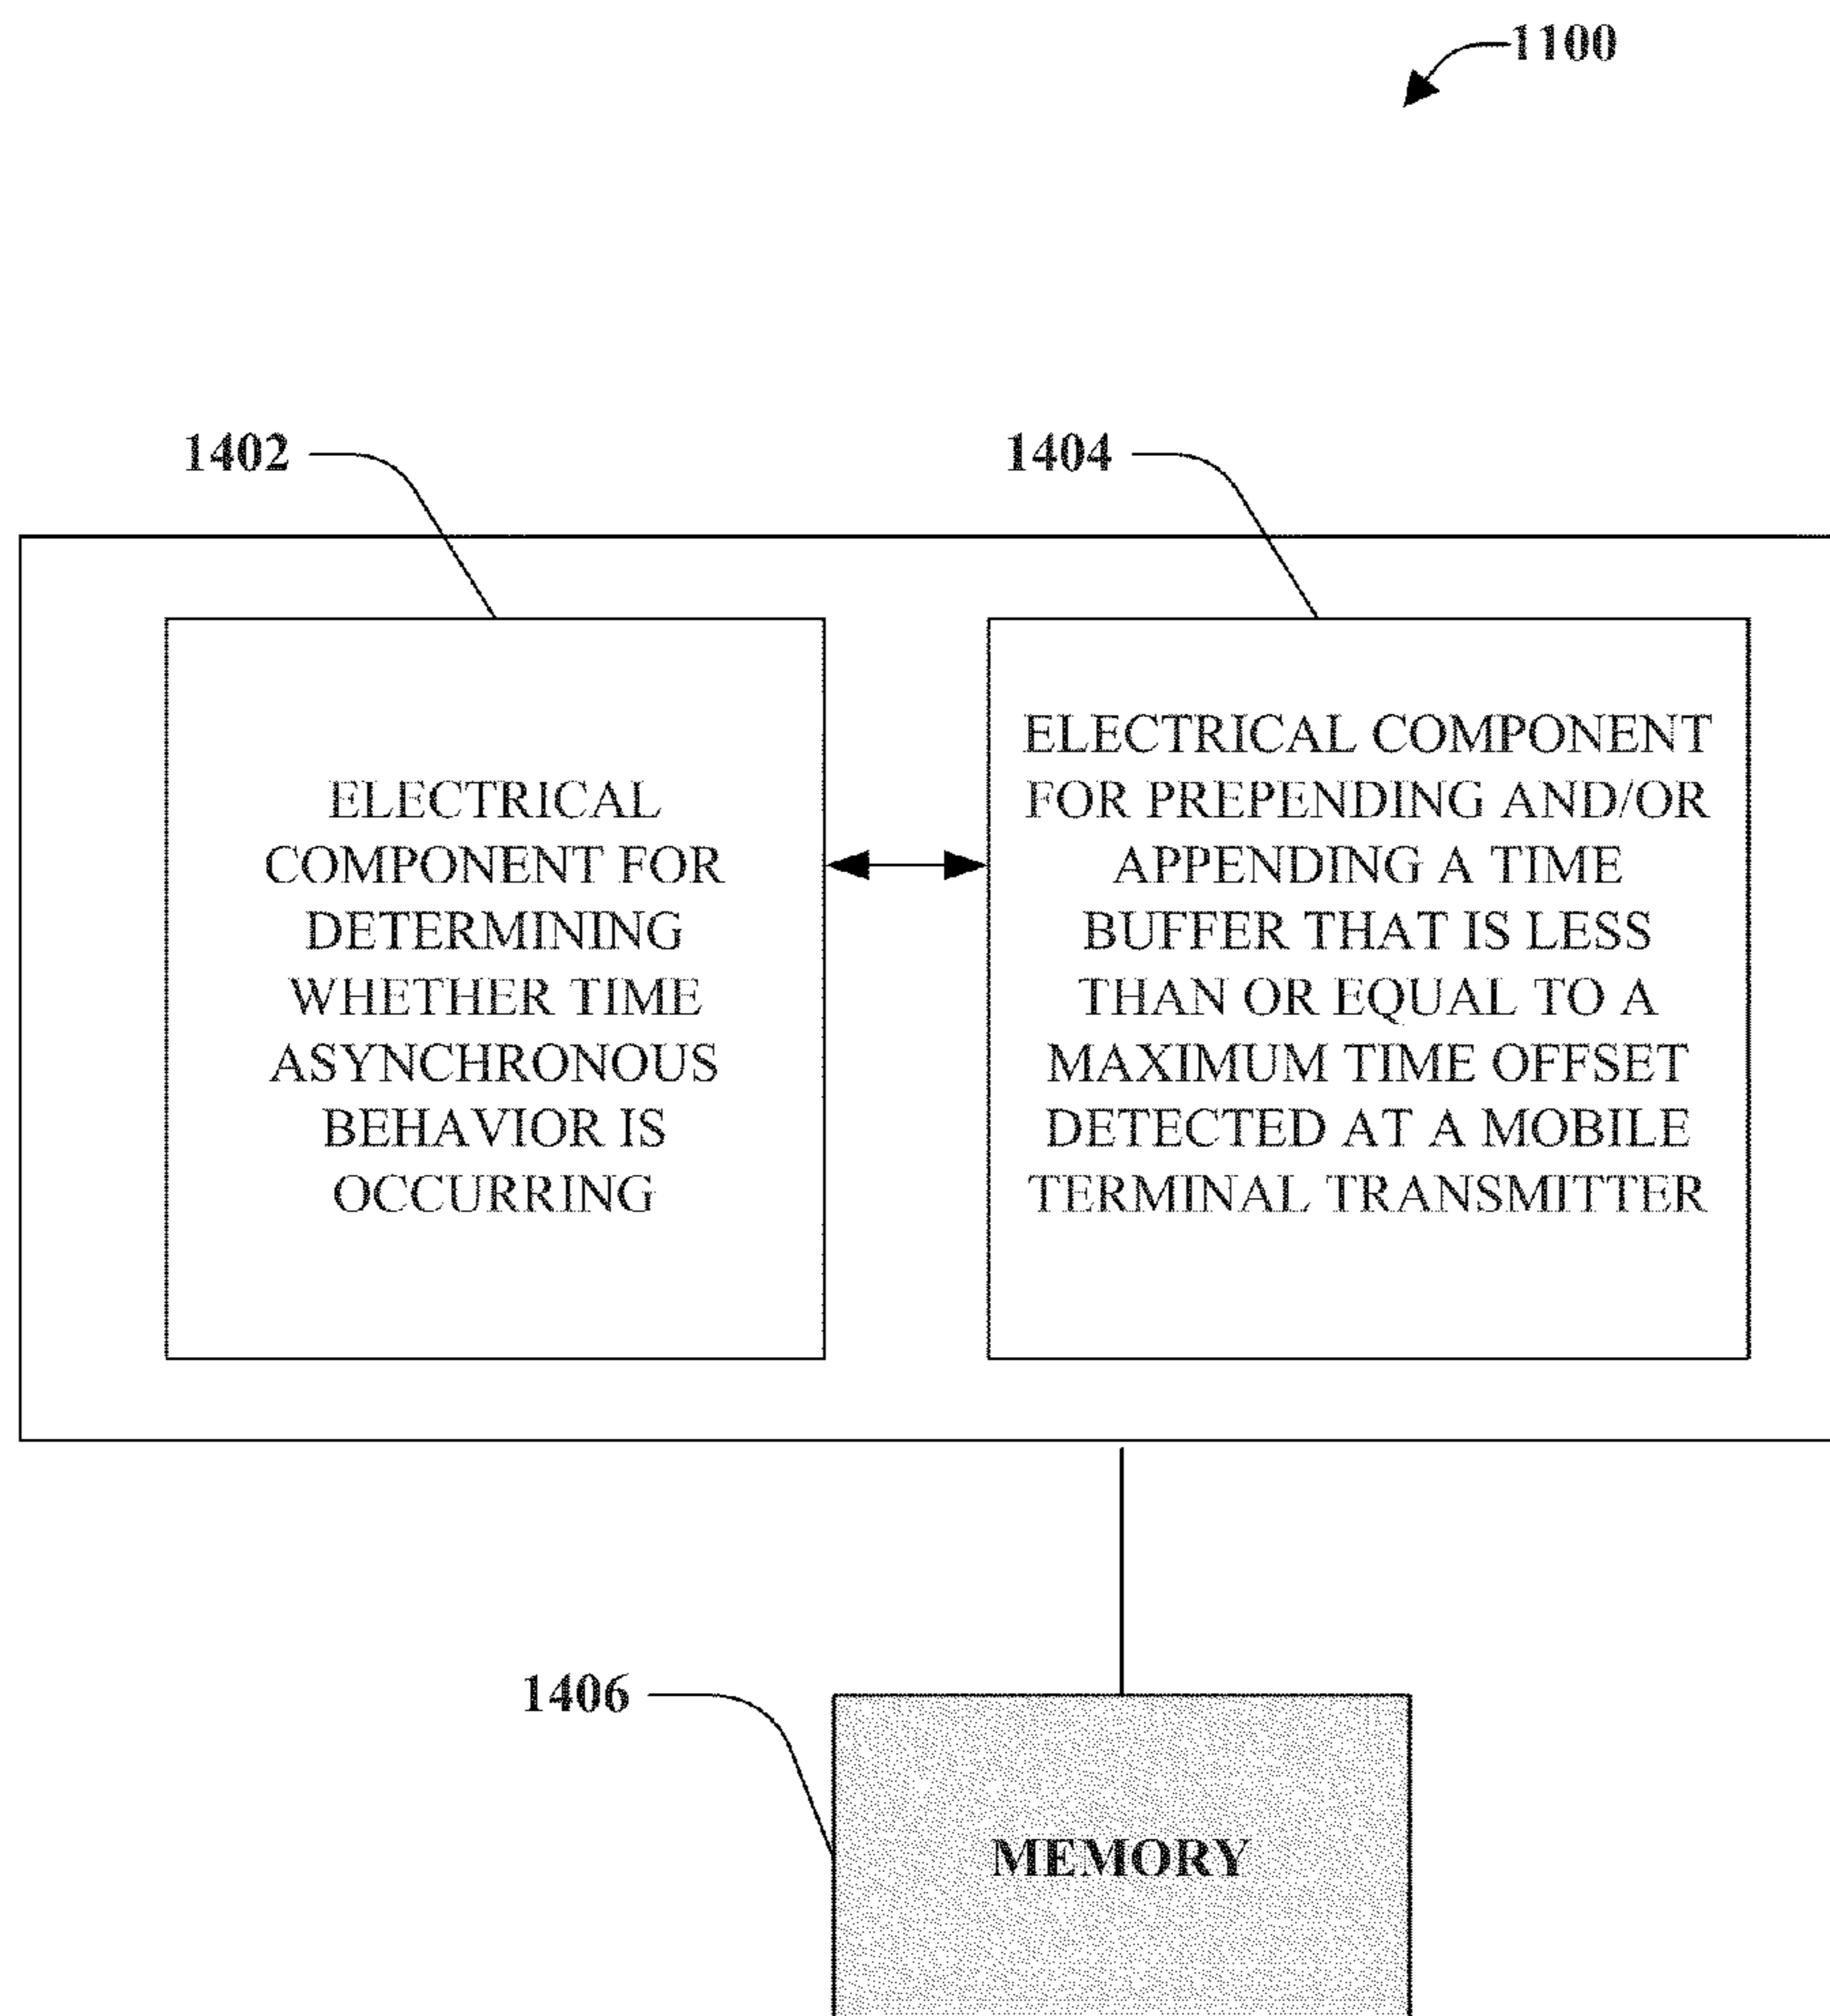 1100
1402
1404
ELECTRICAL
COMPONENT FOR
DETERMINING
WHETHER TIME
ASYNCHRONOUS
BEHAVIOR IS
OCCURRING
ELECTRICAL COMPONENT
FOR PREPENDING AND/OR
APPENDING A TIME
BUFFER THAT IS LESS
THAN OR EQUAL TO A
MAXIMUM TIME OFFSET
DETECTED AT A MOBILE
TERMINAL TRANSMITTER
1406
MEMORY